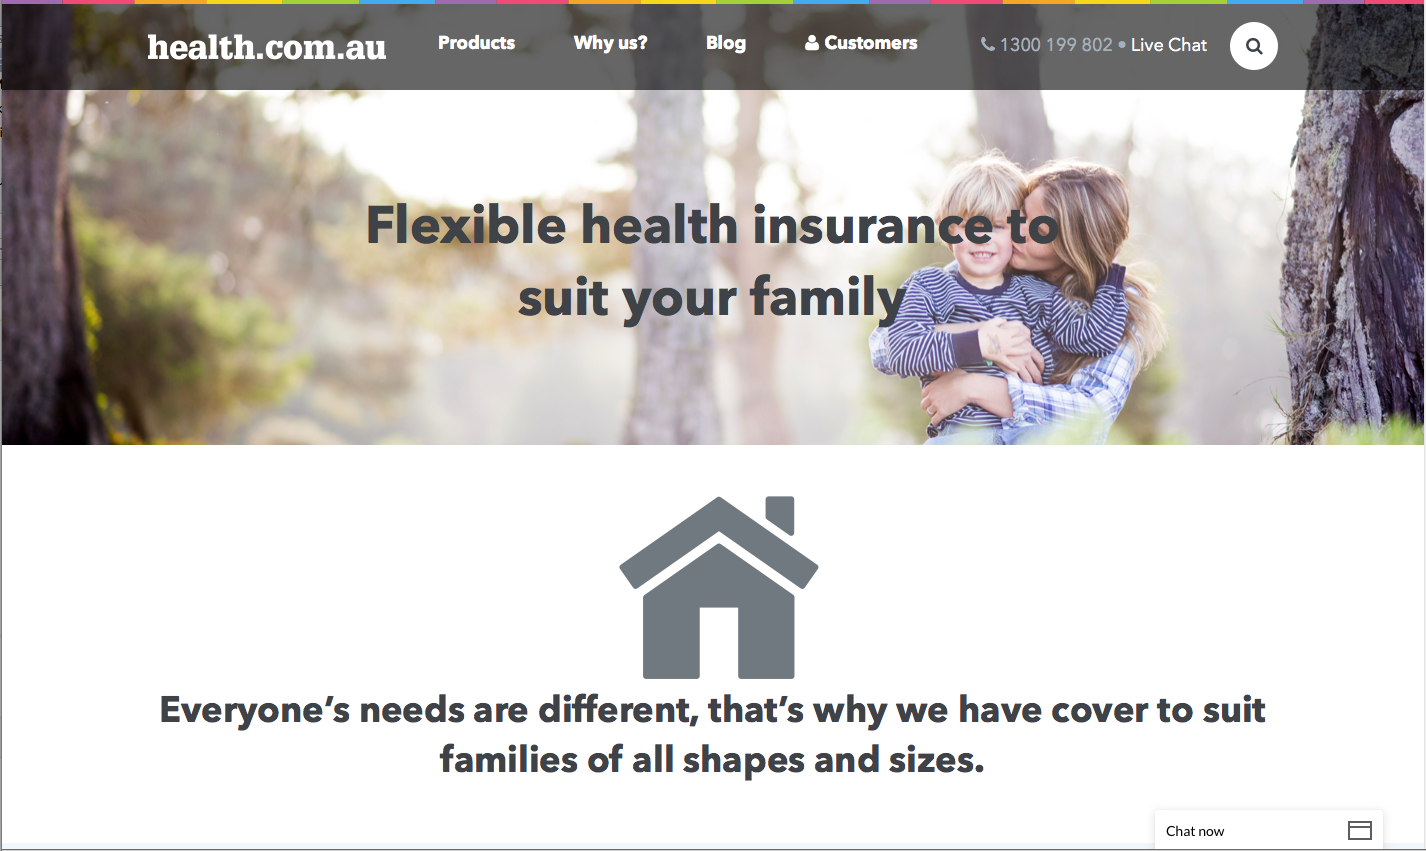 health.com.au
Products
Why us?
Blog
Customers
1300 199 802 • Live Chat
Flexible health insurance to
suit your family
Everyone’s needs are different, that’s why we have cover to suit
families of all shapes and sizes.
Chat now